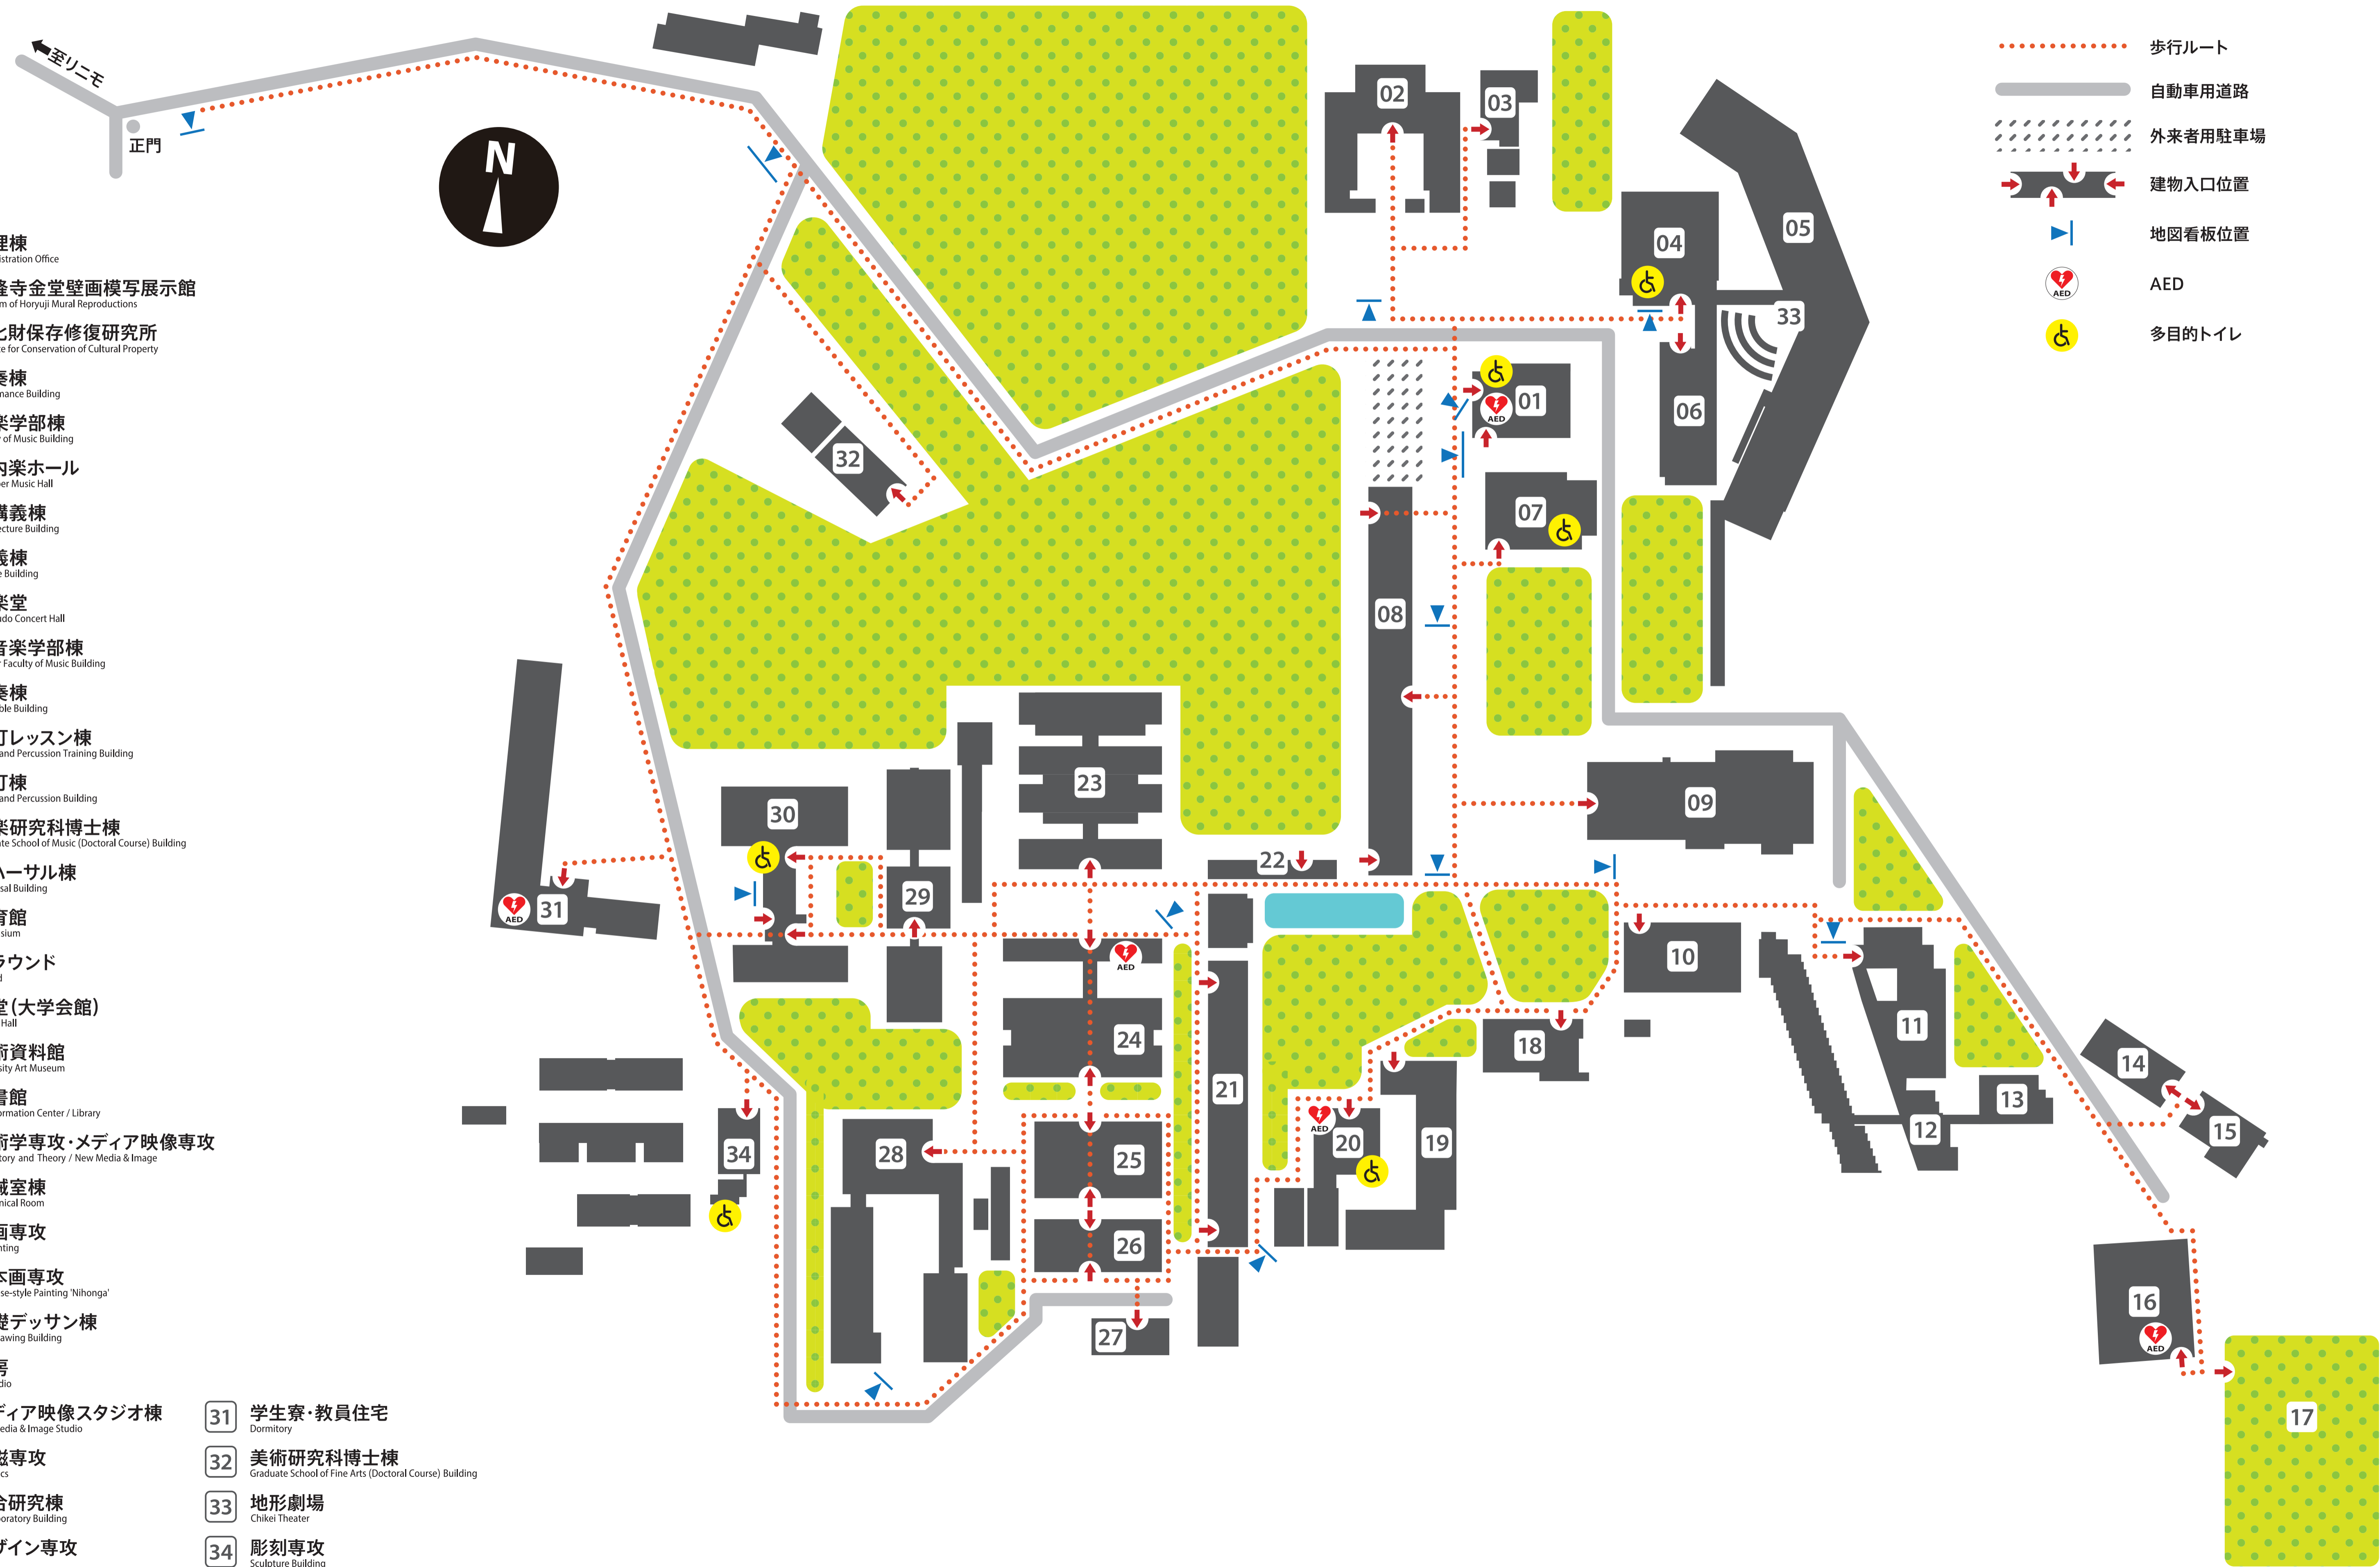 至リニモ
正門
N
歩行ルート
自動車用道路
外来者用駐車場
建物入口位置
地図看板位置
AED
AED
多目的トイレ
理棟
istration Office
隆寺金堂壁画模写展示館
m of Horyuji Mural Reproductions
化財保存修復研究所
te for Conservation of Cultural Property
奏棟
mance Building
楽学部棟
y of Music Building
内楽ホール
ber Music Hall
講義棟
ecture Building
義棟
e Building
楽堂
udo Concert Hall
音楽学部棟
Faculty of Music Building
奏棟
ble Building
打レッスン棟
and Percussion Training Building
打棟
and Percussion Building
楽研究科博士棟
ate School of Music (Doctoral Course) Building
ハーサル棟
sal Building
育館
sium
ラウンド
d
堂(大学会館)
Hall
術資料館
sity Art Museum
書館
ormation Center / Library
術学専攻・メディア映像専攻
tory and Theory / New Media & Image
械室棟
nical Room
画専攻
nting
本画専攻
se-style Painting 'Nihonga'
礎デッサン棟
awing Building
房
dio
ディア映像スタジオ棟
edia & Image Studio
磁専攻
cs
合研究棟
oratory Building
ザイン専攻
31 学生寮・教員住宅
Dormitory
32 美術研究科博士棟
Graduate School of Fine Arts (Doctoral Course) Building
33 地形劇場
Chikei Theater
34 彫刻専攻
Sculpture Building
02
03
04
05
33
01
AED
06
32
07
08
23
30
09
22
29
31
AED
AED
10
24
11
18
21
14
13
12
15
34
28
25
AED
20
19
26
16
AED
27
17